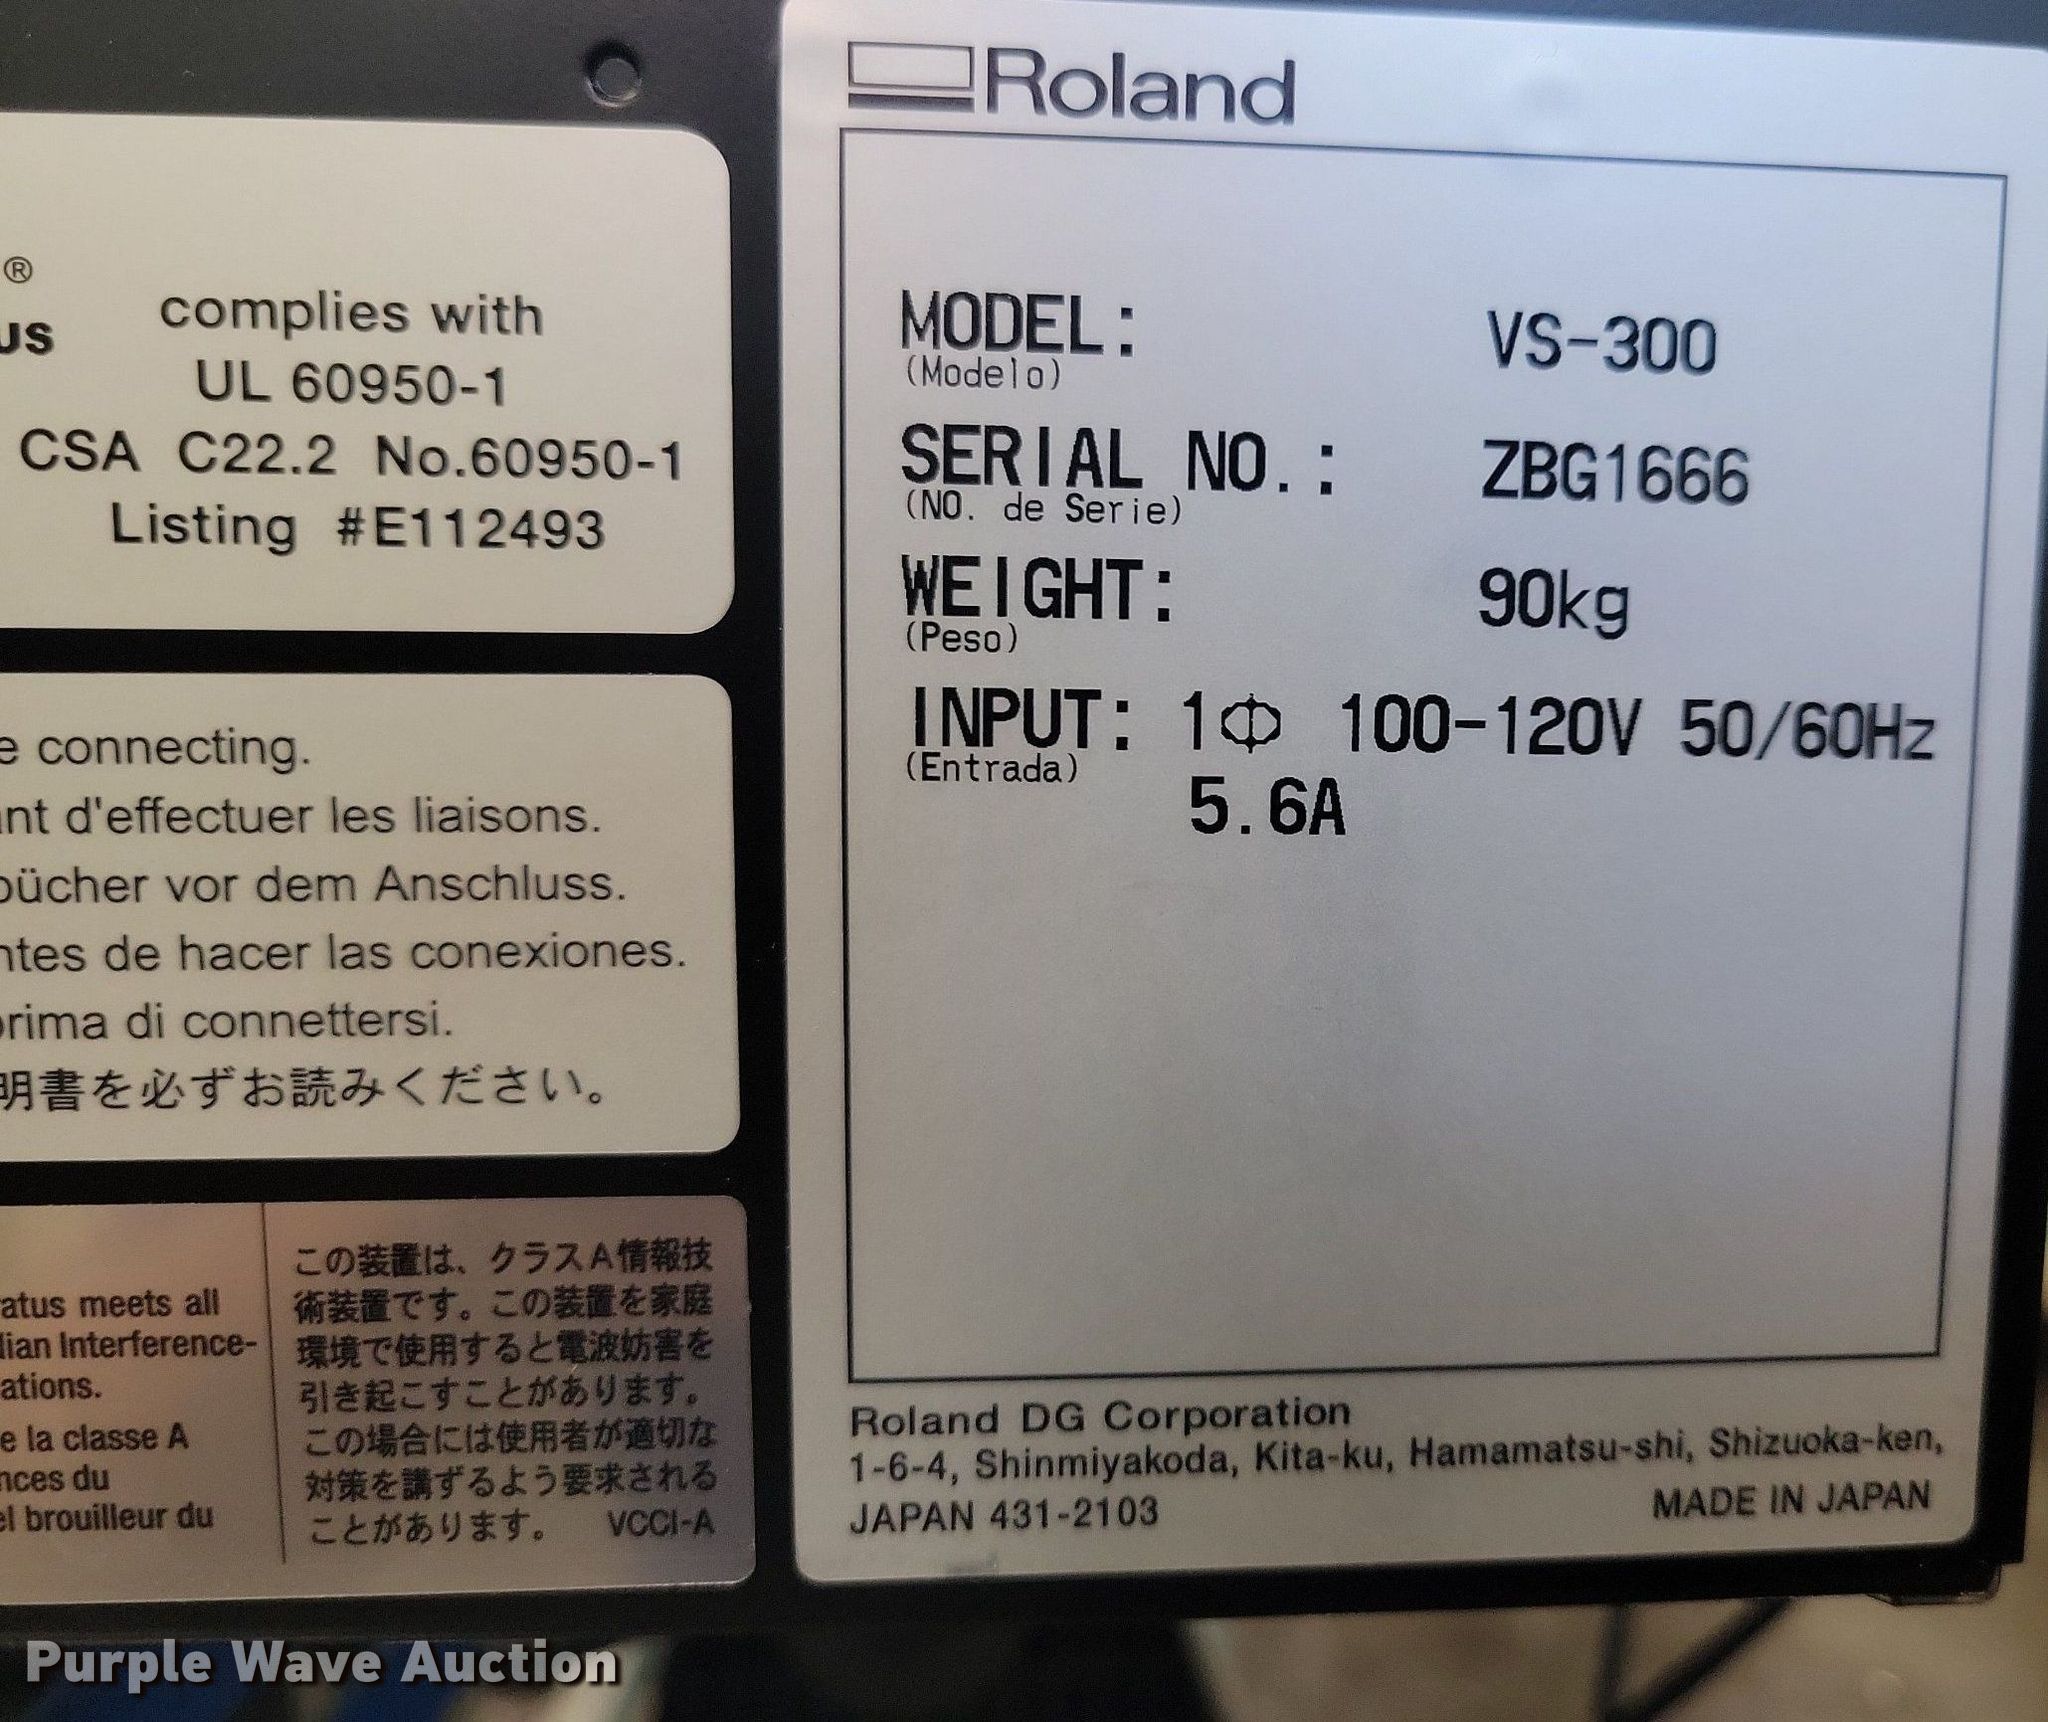 ®
us
complies with
UL 60950-1
CSA C22.2 No.60950-1
Listing #E112493
e connecting.
nt d'effectuer les liaisons.
bücher vor dem Anschluss.
ntes de hacer las conexiones.
prima di connettersi.
明書を必ずお読みください。
atus meets all
dian Interference-
ations.
e la classe A
nces du
el brouilleur du
この装置は、クラスA情報技
術装置です。この装置を家庭
環境で使用すると電波妨害を
引き起こすことがあります。
この場合には使用者が適切な
対策を講ずるよう要求される
ことがあります。 VCCI-A
Roland
MODEL: VS-300
(Modelo)
SERIAL NO.: ZBG1666
(NO. de Serie)
WEIGHT: 90kg
(Peso)
INPUT: 1Φ 100-120V 50/60Hz
(Entrada)
5.6A
Roland DG Corporation
1-6-4, Shinmiyakoda, Kita-ku, Hamamatsu-shi, Shizuoka-ken,
JAPAN 431-2103 MADE IN JAPAN
Purple Wave Auction